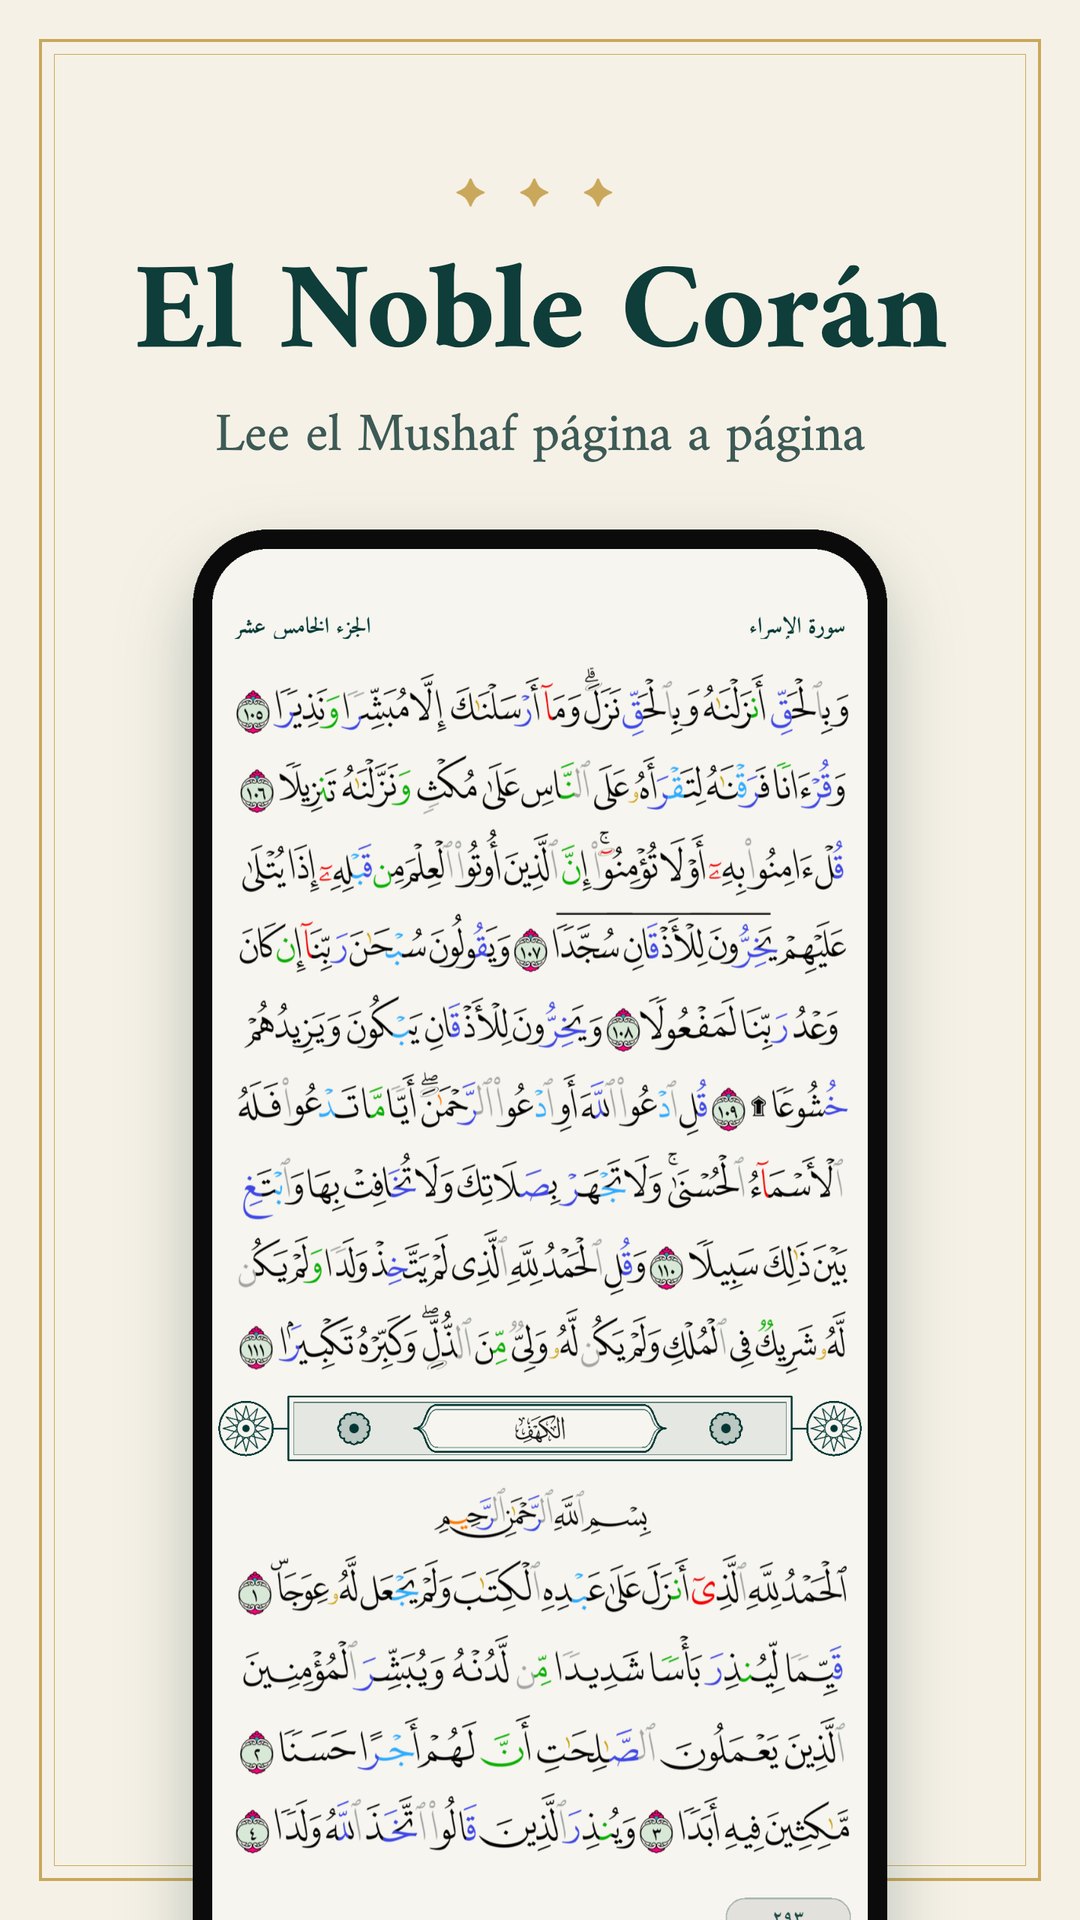 El Noble Corán
Lee el Mushaf página a página
سورة الإسراء
الجزء الخامس عشر
وَبِٱلْحَقِّ أَنزَلْنَٰهُ وَبِٱلْحَقِّ نَزَلَ ۗ وَمَآ أَرْسَلْنَٰكَ إِلَّا مُبَشِّرًا وَنَذِيرًا ١٠٥
وَقُرْءَانًا فَرَقْنَٰهُ لِتَقْرَأَهُۥ عَلَى ٱلنَّاسِ عَلَىٰ مُكْثٍ وَنَزَّلْنَٰهُ تَنزِيلًا ١٠٦
قُلْ ءَامِنُوا۟ بِهِۦٓ أَوْ لَا تُؤْمِنُوٓا۟ ۚ إِنَّ ٱلَّذِينَ أُوتُوا۟ ٱلْعِلْمَ مِن قَبْلِهِۦٓ إِذَا يُتْلَىٰ
عَلَيْهِمْ يَخِرُّونَ لِلْأَذْقَانِ سُجَّدًا ١٠٧ وَيَقُولُونَ سُبْحَٰنَ رَبِّنَآ إِن كَانَ
وَعْدُ رَبِّنَا لَمَفْعُولًا ١٠٨ وَيَخِرُّونَ لِلْأَذْقَانِ يَبْكُونَ وَيَزِيدُهُمْ
خُشُوعًا ۩ ١٠٩ قُلِ ٱدْعُوا۟ ٱللَّهَ أَوِ ٱدْعُوا۟ ٱلرَّحْمَٰنَ ۖ أَيًّا مَّا تَدْعُوا۟ فَلَهُ
ٱلْأَسْمَآءُ ٱلْحُسْنَىٰ ۚ وَلَا تَجْهَرْ بِصَلَاتِكَ وَلَا تُخَافِتْ بِهَا وَٱبْتَغِ
بَيْنَ ذَٰلِكَ سَبِيلًا ١١٠ وَقُلِ ٱلْحَمْدُ لِلَّهِ ٱلَّذِى لَمْ يَتَّخِذْ وَلَدًا وَلَمْ يَكُن
لَّهُۥ شَرِيكٌ فِى ٱلْمُلْكِ وَلَمْ يَكُن لَّهُۥ وَلِىٌّ مِّنَ ٱلذُّلِّ ۖ وَكَبِّرْهُ تَكْبِيرًۢا ١١١
الكهف
بِسْمِ ٱللَّهِ ٱلرَّحْمَٰنِ ٱلرَّحِيمِ
ٱلْحَمْدُ لِلَّهِ ٱلَّذِىٓ أَنزَلَ عَلَىٰ عَبْدِهِ ٱلْكِتَٰبَ وَلَمْ يَجْعَل لَّهُۥ عِوَجَاۜ ١
قَيِّمًا لِّيُنذِرَ بَأْسًا شَدِيدًا مِّن لَّدُنْهُ وَيُبَشِّرَ ٱلْمُؤْمِنِينَ
ٱلَّذِينَ يَعْمَلُونَ ٱلصَّٰلِحَٰتِ أَنَّ لَهُمْ أَجْرًا حَسَنًا ٢
مَّٰكِثِينَ فِيهِ أَبَدًا ٣ وَيُنذِرَ ٱلَّذِينَ قَالُوا۟ ٱتَّخَذَ ٱللَّهُ وَلَدًا ٤
٢٩٣